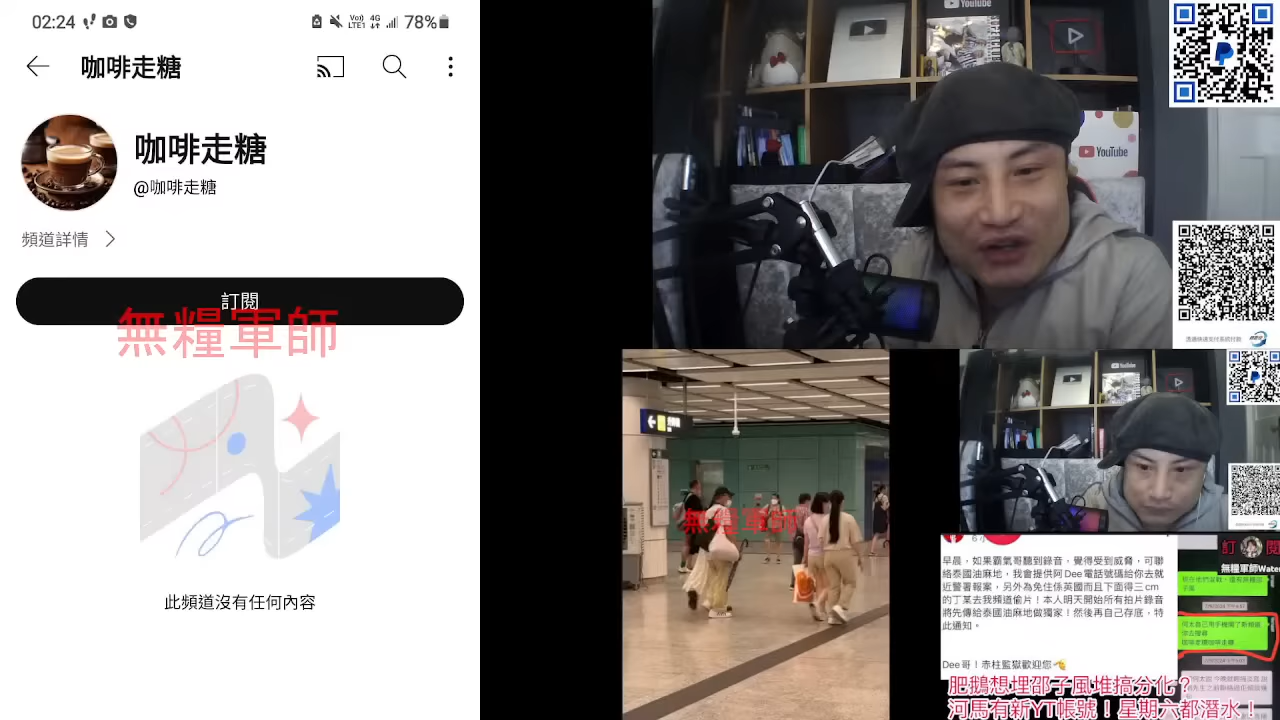 02:24
78%
咖啡走糖
咖啡走糖
@咖啡走糖
頻道詳情
訂閱
無糧軍師
此頻道沒有任何內容
YouTube
YouTube
無糧軍師
早晨，如果霸氣哥聽到錄音，覺得受到威脅，可聯
絡泰國油麻地，我會提供阿Dee電話號碼給你去就
近警署報案，另外為免住係英國而且下面得三cm
的丁某去我頻道偷片！本人明天開始所有拍片錄音
將先傳給泰國油麻地做獨家！然後再自己存底，特
此通知。
Dee哥！赤柱監獄歡迎您
訂
閱
無糧軍師Water
肥鵝想埋邵子風堆搞分化？
河馬有新YT帳號！星期六都潛水！